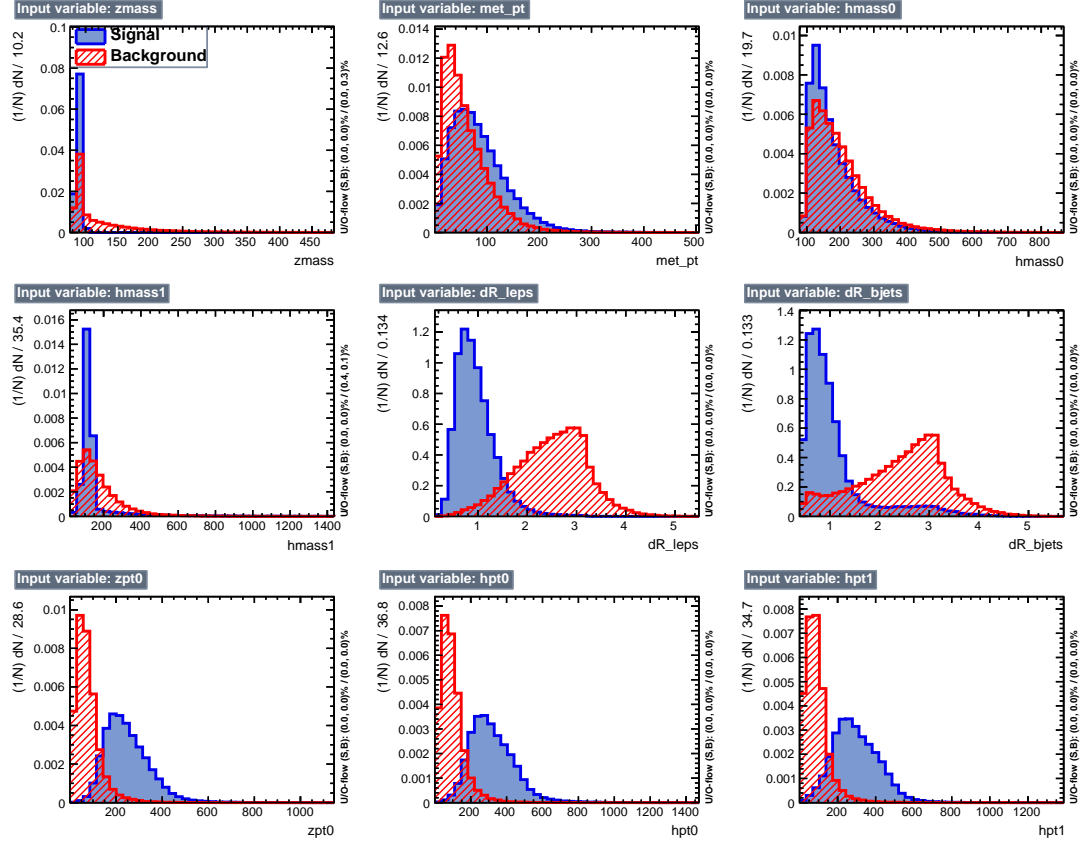 Input variable: zmass
Input variable: met_pt
Input variable: hmass0
(1/N) dN / 10.2
0.1
0.08
0.06
0.04
0.02
0
Signal
Background
100 150 200 250 300 350 400 450
zmass
U/O-flow (S,B): (0.0, 0.0)% / (0.0, 0.3)%
(1/N) dN / 12.6
0.014
0.012
0.01
0.008
0.006
0.004
0.002
0
100 200 300 400 500
met_pt
U/O-flow (S,B): (0.0, 0.0)% / (0.0, 0.0)%
(1/N) dN / 19.7
0.01
0.008
0.006
0.004
0.002
0
100 200 300 400 500 600 700 800
hmass0
U/O-flow (S,B): (0.0, 0.0)% / (0.0, 0.0)%
Input variable: hmass1
Input variable: dR_leps
Input variable: dR_bjets
(1/N) dN / 35.4
0.016
0.014
0.012
0.01
0.008
0.006
0.004
0.002
0
200 400 600 800 1000 1200 1400
hmass1
U/O-flow (S,B): (0.0, 0.0)% / (0.4, 0.1)%
(1/N) dN / 0.134
1.2
1
0.8
0.6
0.4
0.2
0
1 2 3 4 5
dR_leps
U/O-flow (S,B): (0.0, 0.0)% / (0.0, 0.0)%
(1/N) dN / 0.133
1.4
1.2
1
0.8
0.6
0.4
0.2
0
1 2 3 4 5
dR_bjets
U/O-flow (S,B): (0.0, 0.0)% / (0.0, 0.0)%
Input variable: zpt0
Input variable: hpt0
Input variable: hpt1
(1/N) dN / 28.6
0.01
0.008
0.006
0.004
0.002
0
200 400 600 800 1000
zpt0
U/O-flow (S,B): (0.0, 0.0)% / (0.0, 0.0)%
(1/N) dN / 36.8
0.008
0.007
0.006
0.005
0.004
0.003
0.002
0.001
0
200 400 600 800 1000 1200 1400
hpt0
U/O-flow (S,B): (0.0, 0.0)% / (0.0, 0.0)%
(1/N) dN / 34.7
0.008
0.007
0.006
0.005
0.004
0.003
0.002
0.001
0
200 400 600 800 1000 1200
hpt1
U/O-flow (S,B): (0.0, 0.0)% / (0.0, 0.0)%